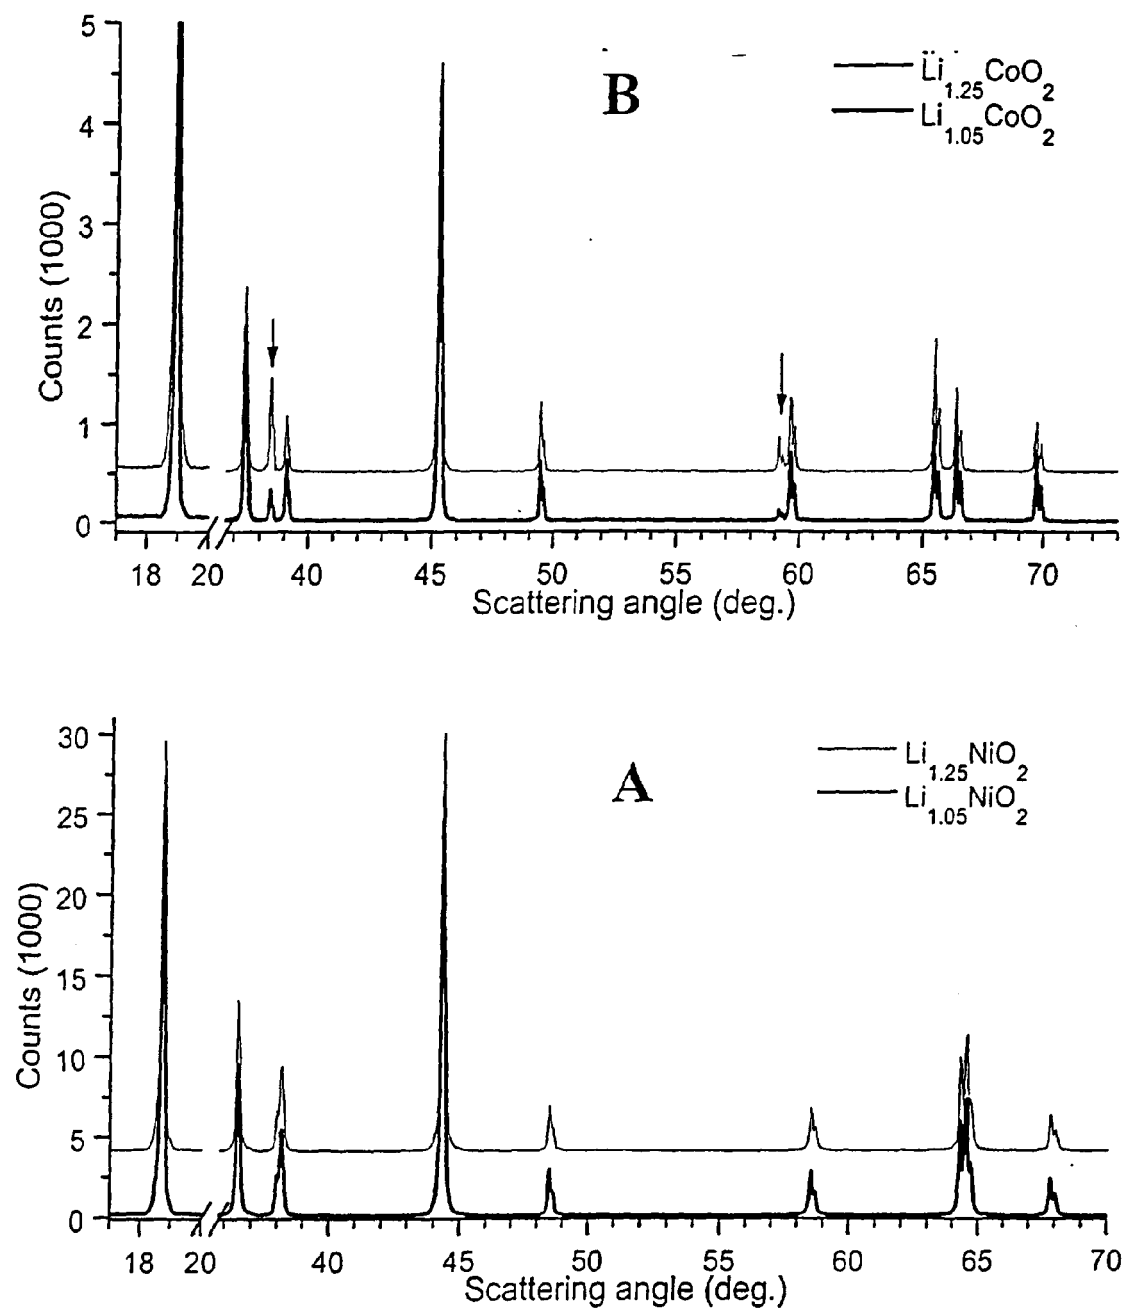 5
4
3
2
1
0
Counts (1000)
B
Li1.25CoO2
Li1.05CoO2
18 20 40 45 50 55 60 65 70
Scattering angle (deg.)
30
25
20
15
10
5
0
Counts (1000)
A
Li1.25NiO2
Li1.05NiO2
18 20 40 45 50 55 60 65 70
Scattering angle (deg.)